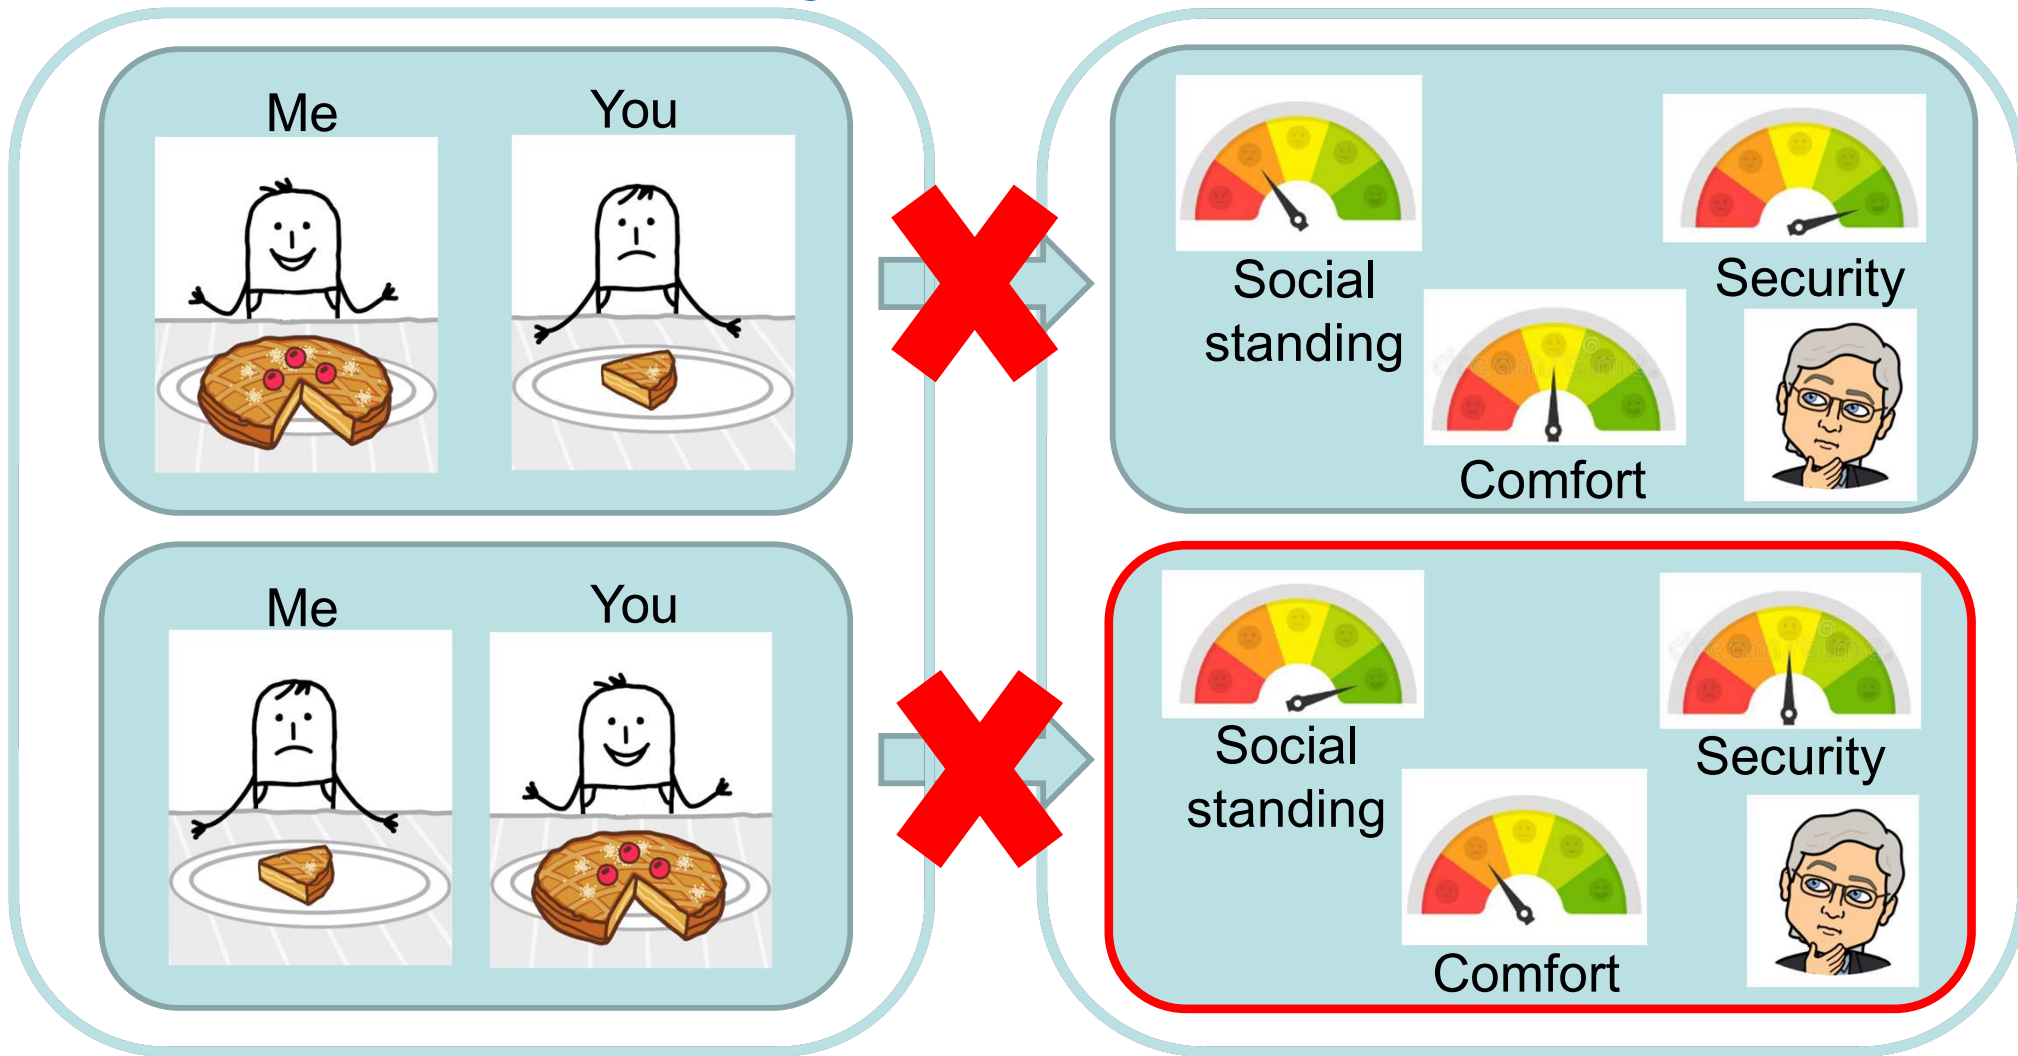 Me
You
Social
standing
Security
Comfort
Me
You
Social
standing
Security
Comfort